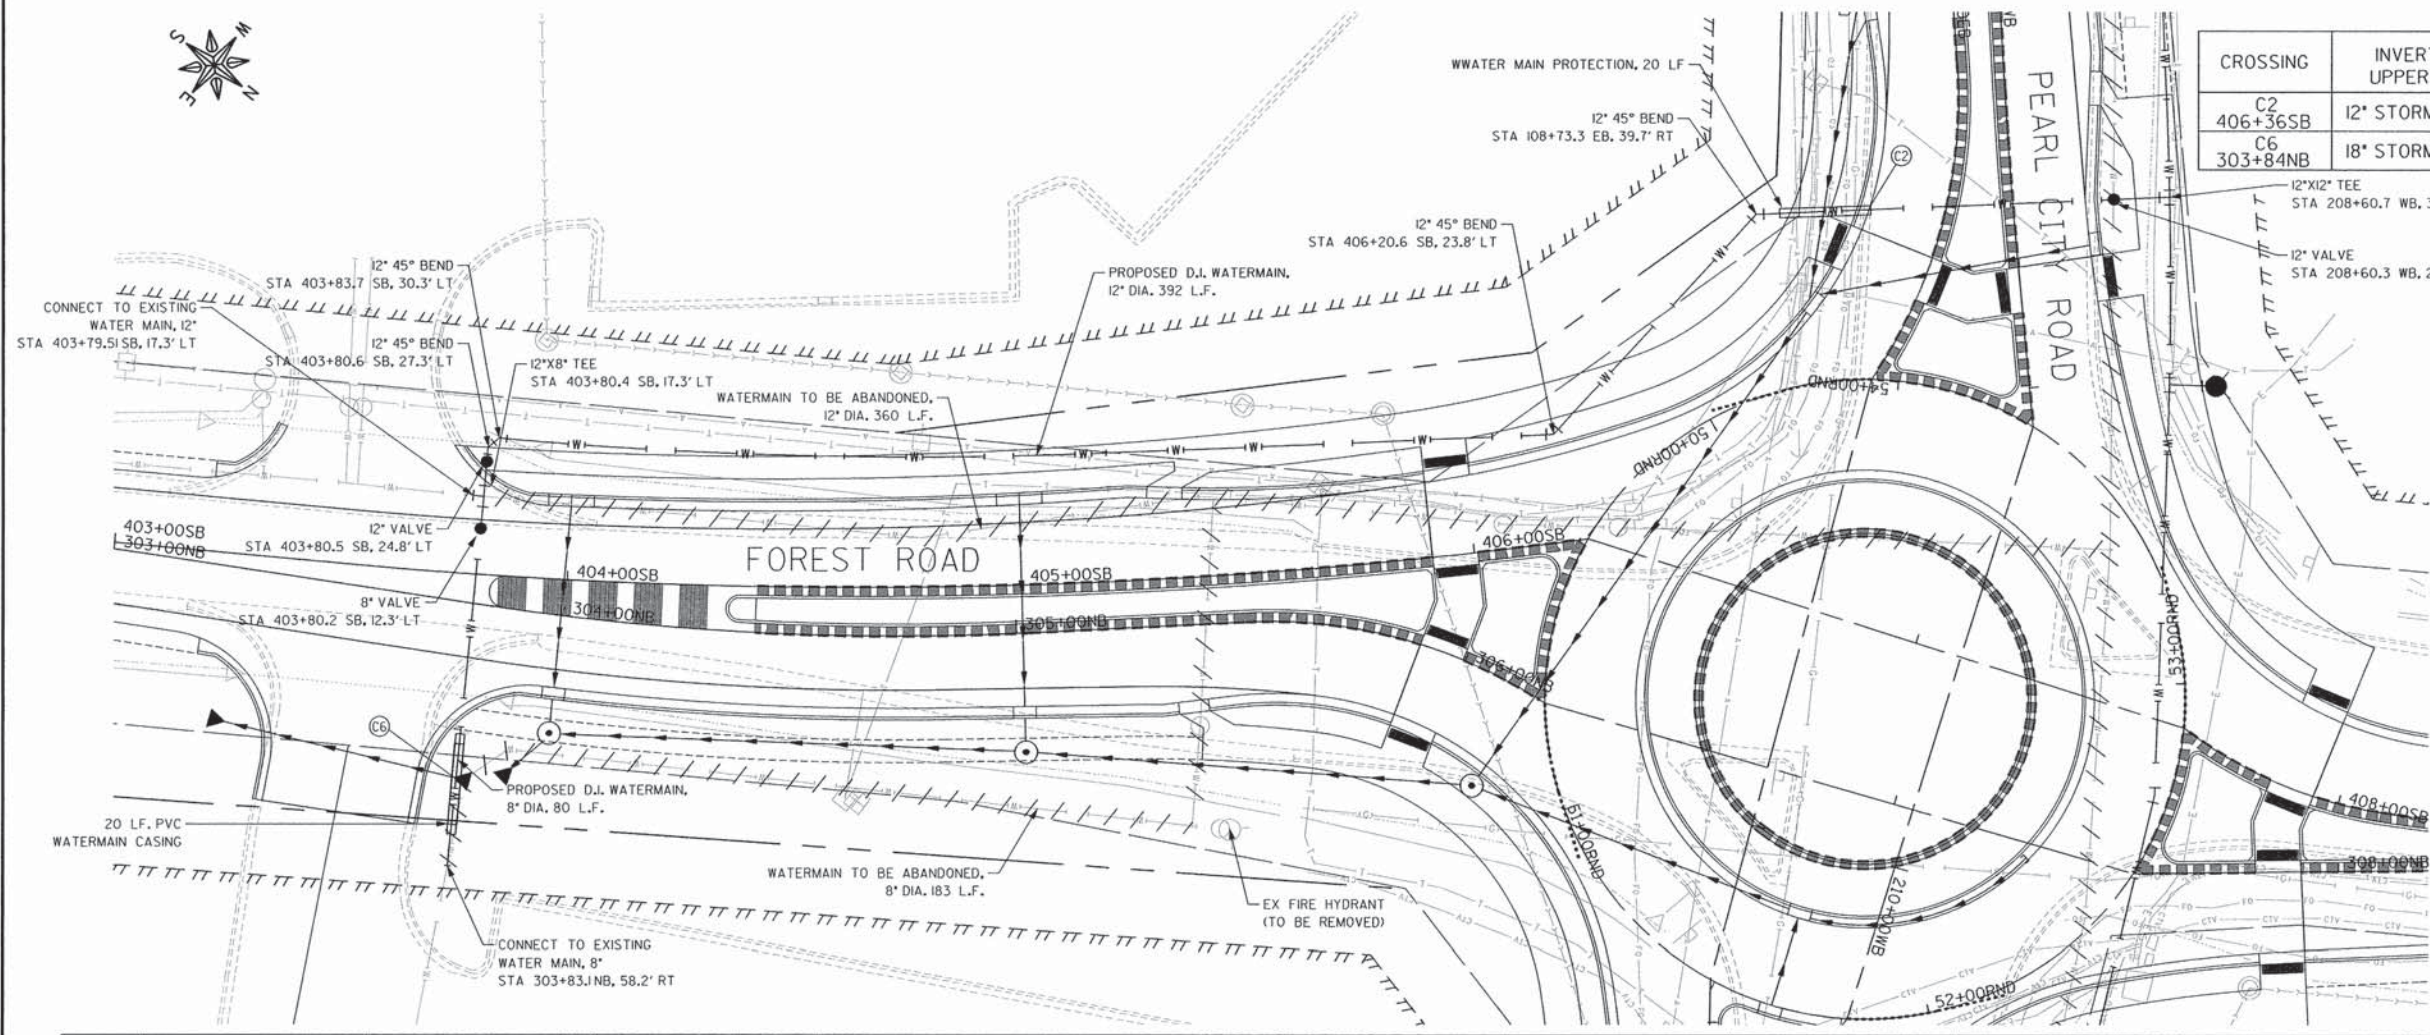 S
W
E
N
WWATER MAIN PROTECTION, 20 LF
12" 45° BEND
STA 108+73.3 EB, 39.7' RT
C2
12" 45° BEND
STA 406+20.6 SB, 23.8' LT
PROPOSED D.I. WATERMAIN,
12" DIA. 392 L.F.
12" 45° BEND
STA 403+83.7 SB, 30.3' LT
CONNECT TO EXISTING
WATER MAIN, 12"
STA 403+79.51 SB, 17.3' LT
12" 45° BEND
STA 403+80.6 SB, 27.3' LT
12"X8" TEE
STA 403+80.4 SB, 17.3' LT
WATERMAIN TO BE ABANDONED,
12" DIA. 360 L.F.
PEARL CITY ROAD
CROSSING
INVER
UPPER
C2
406+36SB
12" STORM
C6
303+84NB
18" STORM
12"X12" TEE
STA 208+60.7 WB, 3
12" VALVE
STA 208+60.3 WB, 2
54+00RND
50+00RND
403+00SB
303+00NB
12" VALVE
STA 403+80.5 SB, 24.8' LT
FOREST ROAD
404+00SB
405+00SB
406+00SB
304+00NB
305+00NB
306+00NB
8" VALVE
STA 403+80.2 SB, 12.3' LT
53+00RND
C6
PROPOSED D.I. WATERMAIN,
8" DIA. 80 L.F.
20 LF. PVC
WATERMAIN CASING
WATERMAIN TO BE ABANDONED,
8" DIA. 183 L.F.
EX FIRE HYDRANT
(TO BE REMOVED)
CONNECT TO EXISTING
WATER MAIN, 8"
STA 303+83.1 NB, 58.2' RT
51+00RND
210+00WB
52+00RND
408+00SB
308+00NB